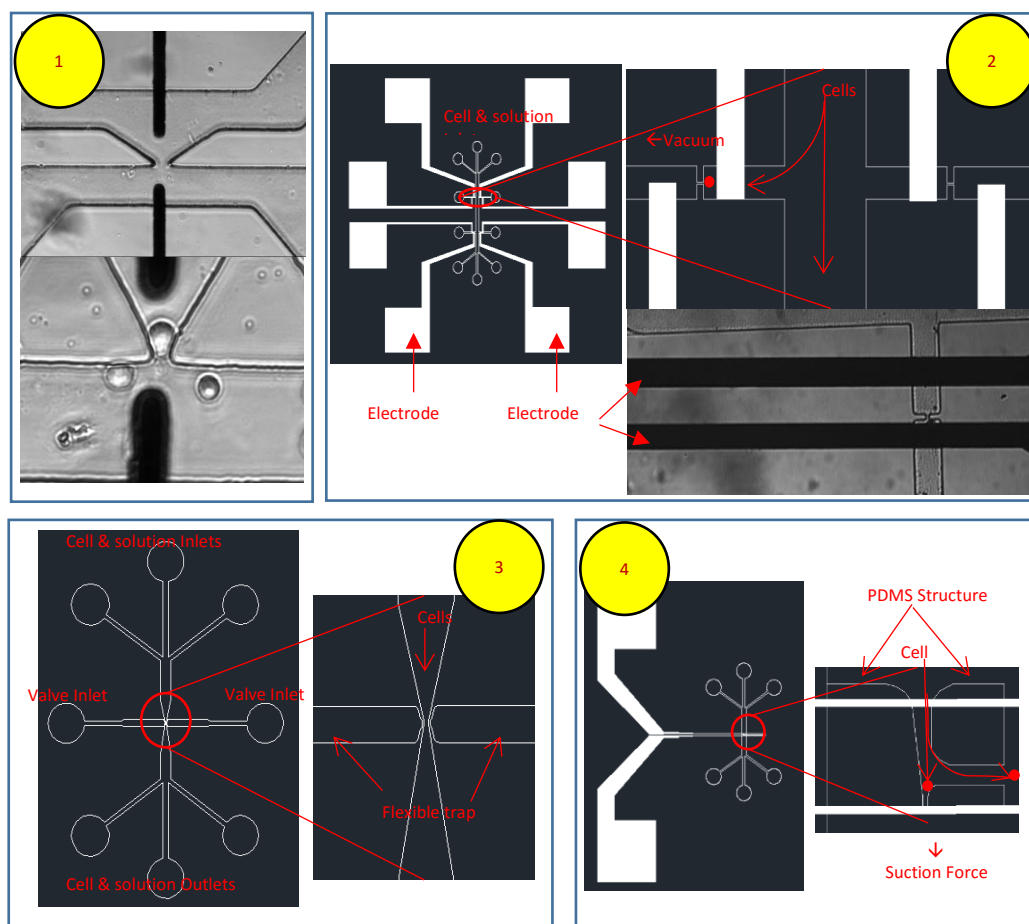 1
2
Cell & solution
←Vacuum
Cells
Electrode
Electrode
3
Cell & solution Inlets
Cells
Valve Inlet
Valve Inlet
Flexible trap
Cell & solution Outlets
4
PDMS Structure
Cell
Suction Force